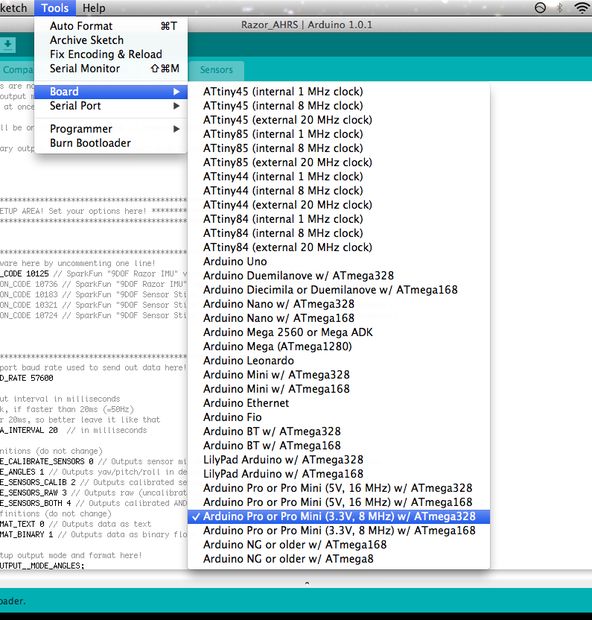 ketch Tools Help
Razor_AHRS | Arduino 1.0.1
Auto Format ⌘T
Archive Sketch
Fix Encoding & Reload
Serial Monitor ⇧⌘M
Board
Serial Port
Programmer
Burn Bootloader
Compa Sensors
ATtiny45 (internal 1 MHz clock)
ATtiny45 (internal 8 MHz clock)
ATtiny45 (external 20 MHz clock)
ATtiny85 (internal 1 MHz clock)
ATtiny85 (internal 8 MHz clock)
ATtiny85 (external 20 MHz clock)
ATtiny44 (internal 1 MHz clock)
ATtiny44 (internal 8 MHz clock)
ATtiny44 (external 20 MHz clock)
ATtiny84 (internal 1 MHz clock)
ATtiny84 (internal 8 MHz clock)
ATtiny84 (external 20 MHz clock)
Arduino Uno
Arduino Duemilanove w/ ATmega328
Arduino Diecimila or Duemilanove w/ ATmega168
Arduino Nano w/ ATmega328
Arduino Nano w/ ATmega168
Arduino Mega 2560 or Mega ADK
Arduino Mega (ATmega1280)
Arduino Leonardo
Arduino Mini w/ ATmega328
Arduino Mini w/ ATmega168
Arduino Ethernet
Arduino Fio
Arduino BT w/ ATmega328
Arduino BT w/ ATmega168
LilyPad Arduino w/ ATmega328
LilyPad Arduino w/ ATmega168
Arduino Pro or Pro Mini (5V, 16 MHz) w/ ATmega328
Arduino Pro or Pro Mini (5V, 16 MHz) w/ ATmega168
✓ Arduino Pro or Pro Mini (3.3V, 8 MHz) w/ ATmega328
Arduino Pro or Pro Mini (3.3V, 8 MHz) w/ ATmega168
Arduino NG or older w/ ATmega168
Arduino NG or older w/ ATmega8
s are no
output m
at once
ll be on
ary outp
****************************************
ETUP AREA! Set your options here! *******
****************************************
ware here by uncommenting one line!
_CODE 10125 // SparkFun "9DOF Razor IMU" v
ON_CODE 10736 // SparkFun "9DOF Razor IMU"
ON_CODE 10183 // SparkFun "9DOF Sensor Sti
ON_CODE 10321 // SparkFun "9DOF Sensor Sti
ON_CODE 10724 // SparkFun "9DOF Sensor Sti
****************************************
port baud rate used to send out data here!
D_RATE 57600
ut interval in milliseconds
k, if faster than 20ms (=50Hz)
r 20ms, so better leave it like that
A_INTERVAL 20 // in milliseconds
nitions (do not change)
E_CALIBRATE_SENSORS 0 // Outputs sensor mi
E_ANGLES 1 // Outputs yaw/pitch/roll in de
E_SENSORS_CALIB 2 // Outputs calibrated se
E_SENSORS_RAW 3 // Outputs raw (uncalibrat
E_SENSORS_BOTH 4 // Outputs calibrated AND
finitions (do not change)
MAT_TEXT 0 // Outputs data as text
MAT_BINARY 1 // Outputs data as binary flo
tup output mode and format here!
UTPUT__MODE_ANGLES;
oader.